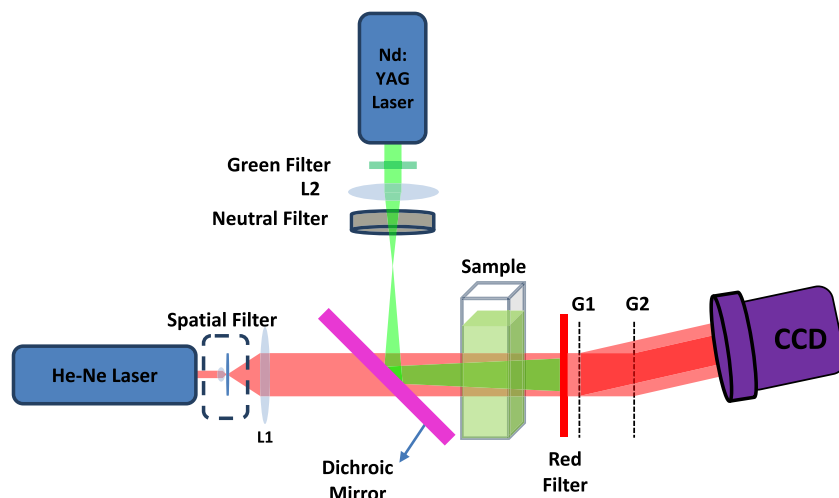 Nd:
YAG
Laser
Green Filter
L2
Neutral Filter
Sample
G1
G2
Spatial Filter
He-Ne Laser
CCD
L1
Dichroic
Mirror
Red
Filter